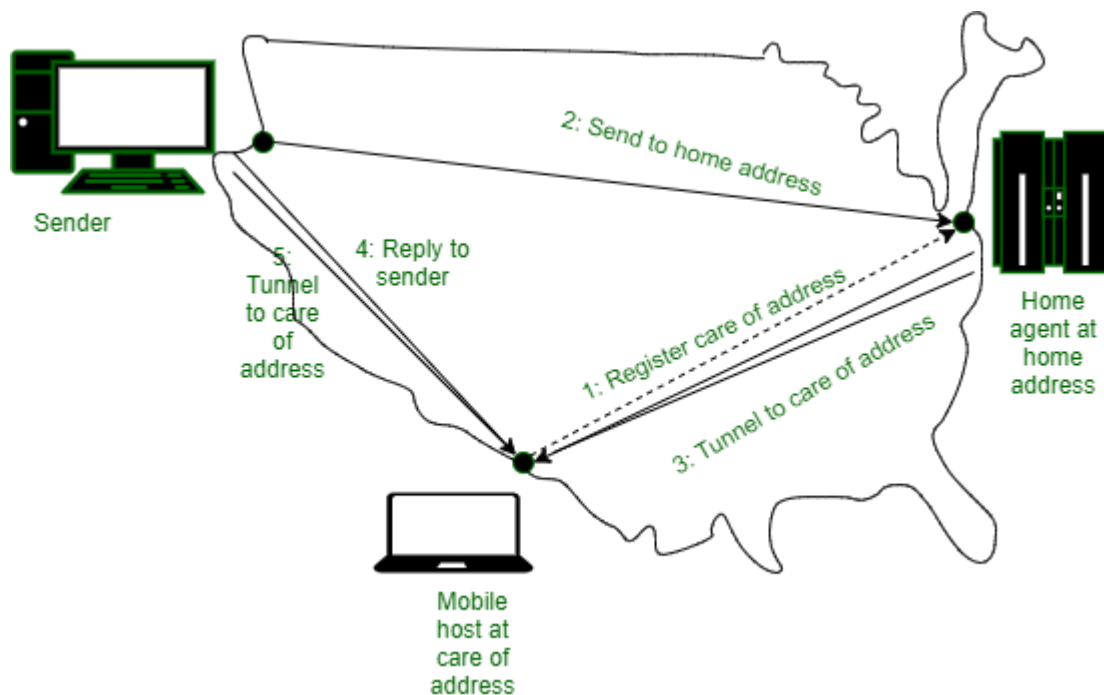 2: Send to home address
Sender
4: Reply to
sender
5:
Tunnel
to care
of
address
1: Register care of address
3: Tunnel to care of address
Home
agent at
home
address
Mobile
host at
care of
address